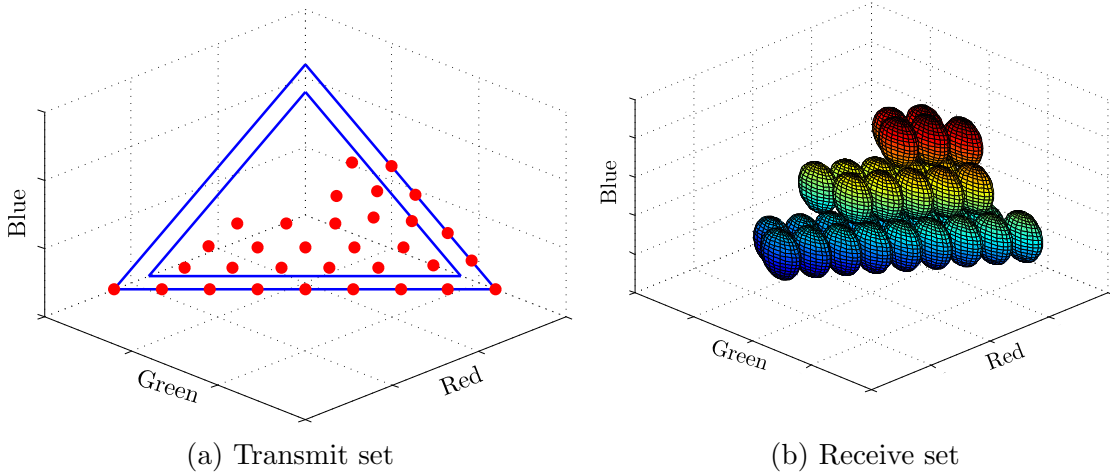 Blue
Green
Red
(a) Transmit set
Blue
Green
Red
(b) Receive set